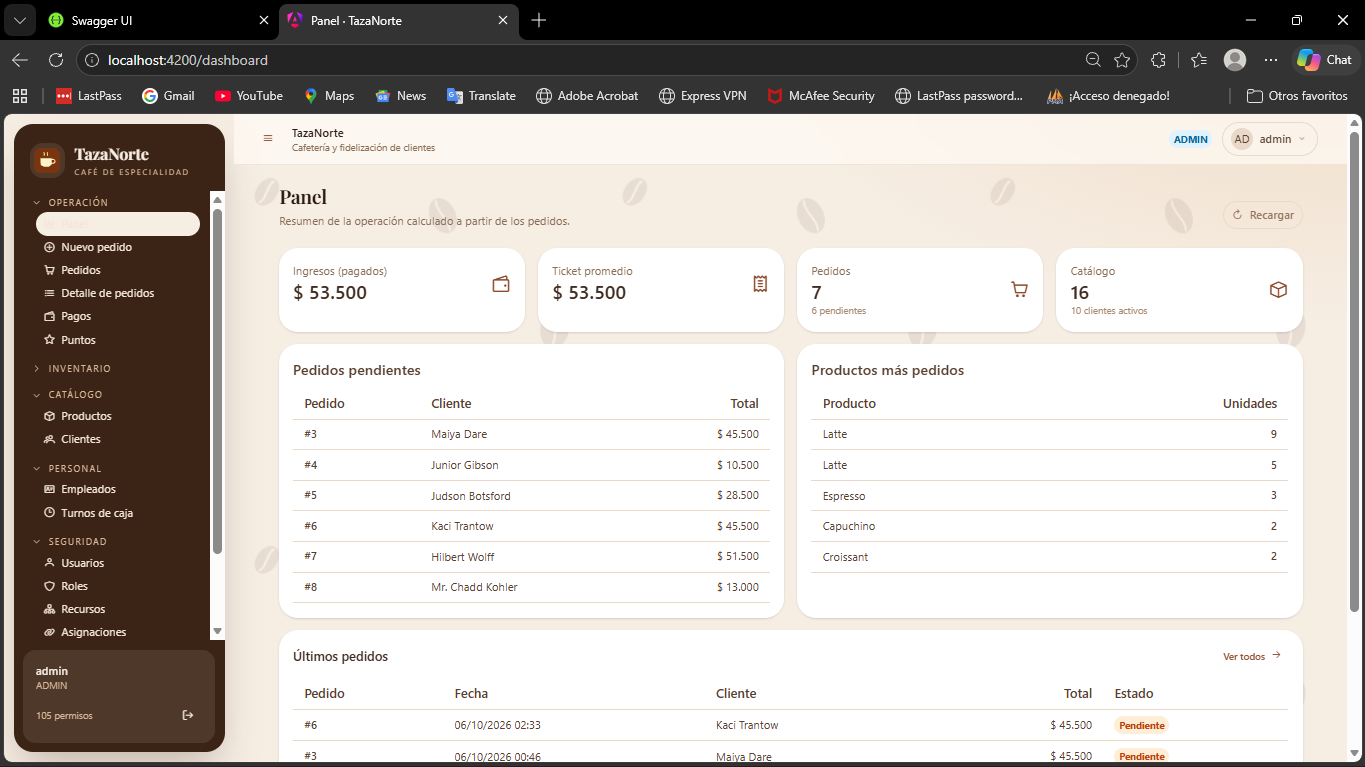 Swagger UI
Panel · TazaNorte
localhost:4200/dashboard
Chat
LastPass
Gmail
YouTube
Maps
News
Translate
Adobe Acrobat
Express VPN
McAfee Security
LastPass password...
¡Acceso denegado!
Otros favoritos
TazaNorte
CAFÉ DE ESPECIALIDAD
OPERACIÓN
Nuevo pedido
Pedidos
Detalle de pedidos
Pagos
Puntos
INVENTARIO
CATÁLOGO
Productos
Clientes
PERSONAL
Empleados
Turnos de caja
SEGURIDAD
Usuarios
Roles
Recursos
Asignaciones
admin
ADMIN
105 permisos
TazaNorte
Cafetería y fidelización de clientes
ADMIN
AD admin
Panel
Resumen de la operación calculado a partir de los pedidos.
Recargar
Ingresos (pagados)
$ 53.500
Ticket promedio
$ 53.500
Pedidos
7
6 pendientes
Catálogo
16
10 clientes activos
Pedidos pendientes
Pedido Cliente Total
#3 Maiya Dare $ 45.500
#4 Junior Gibson $ 10.500
#5 Judson Botsford $ 28.500
#6 Kaci Trantow $ 45.500
#7 Hilbert Wolff $ 51.500
#8 Mr. Chadd Kohler $ 13.000
Productos más pedidos
Producto Unidades
Latte 9
Latte 5
Espresso 3
Capuchino 2
Croissant 2
Últimos pedidos
Ver todos
Pedido Fecha Cliente Total Estado
#6 06/10/2026 02:33 Kaci Trantow $ 45.500 Pendiente
#3 06/10/2026 00:46 Maiya Dare $ 45.500 Pendiente